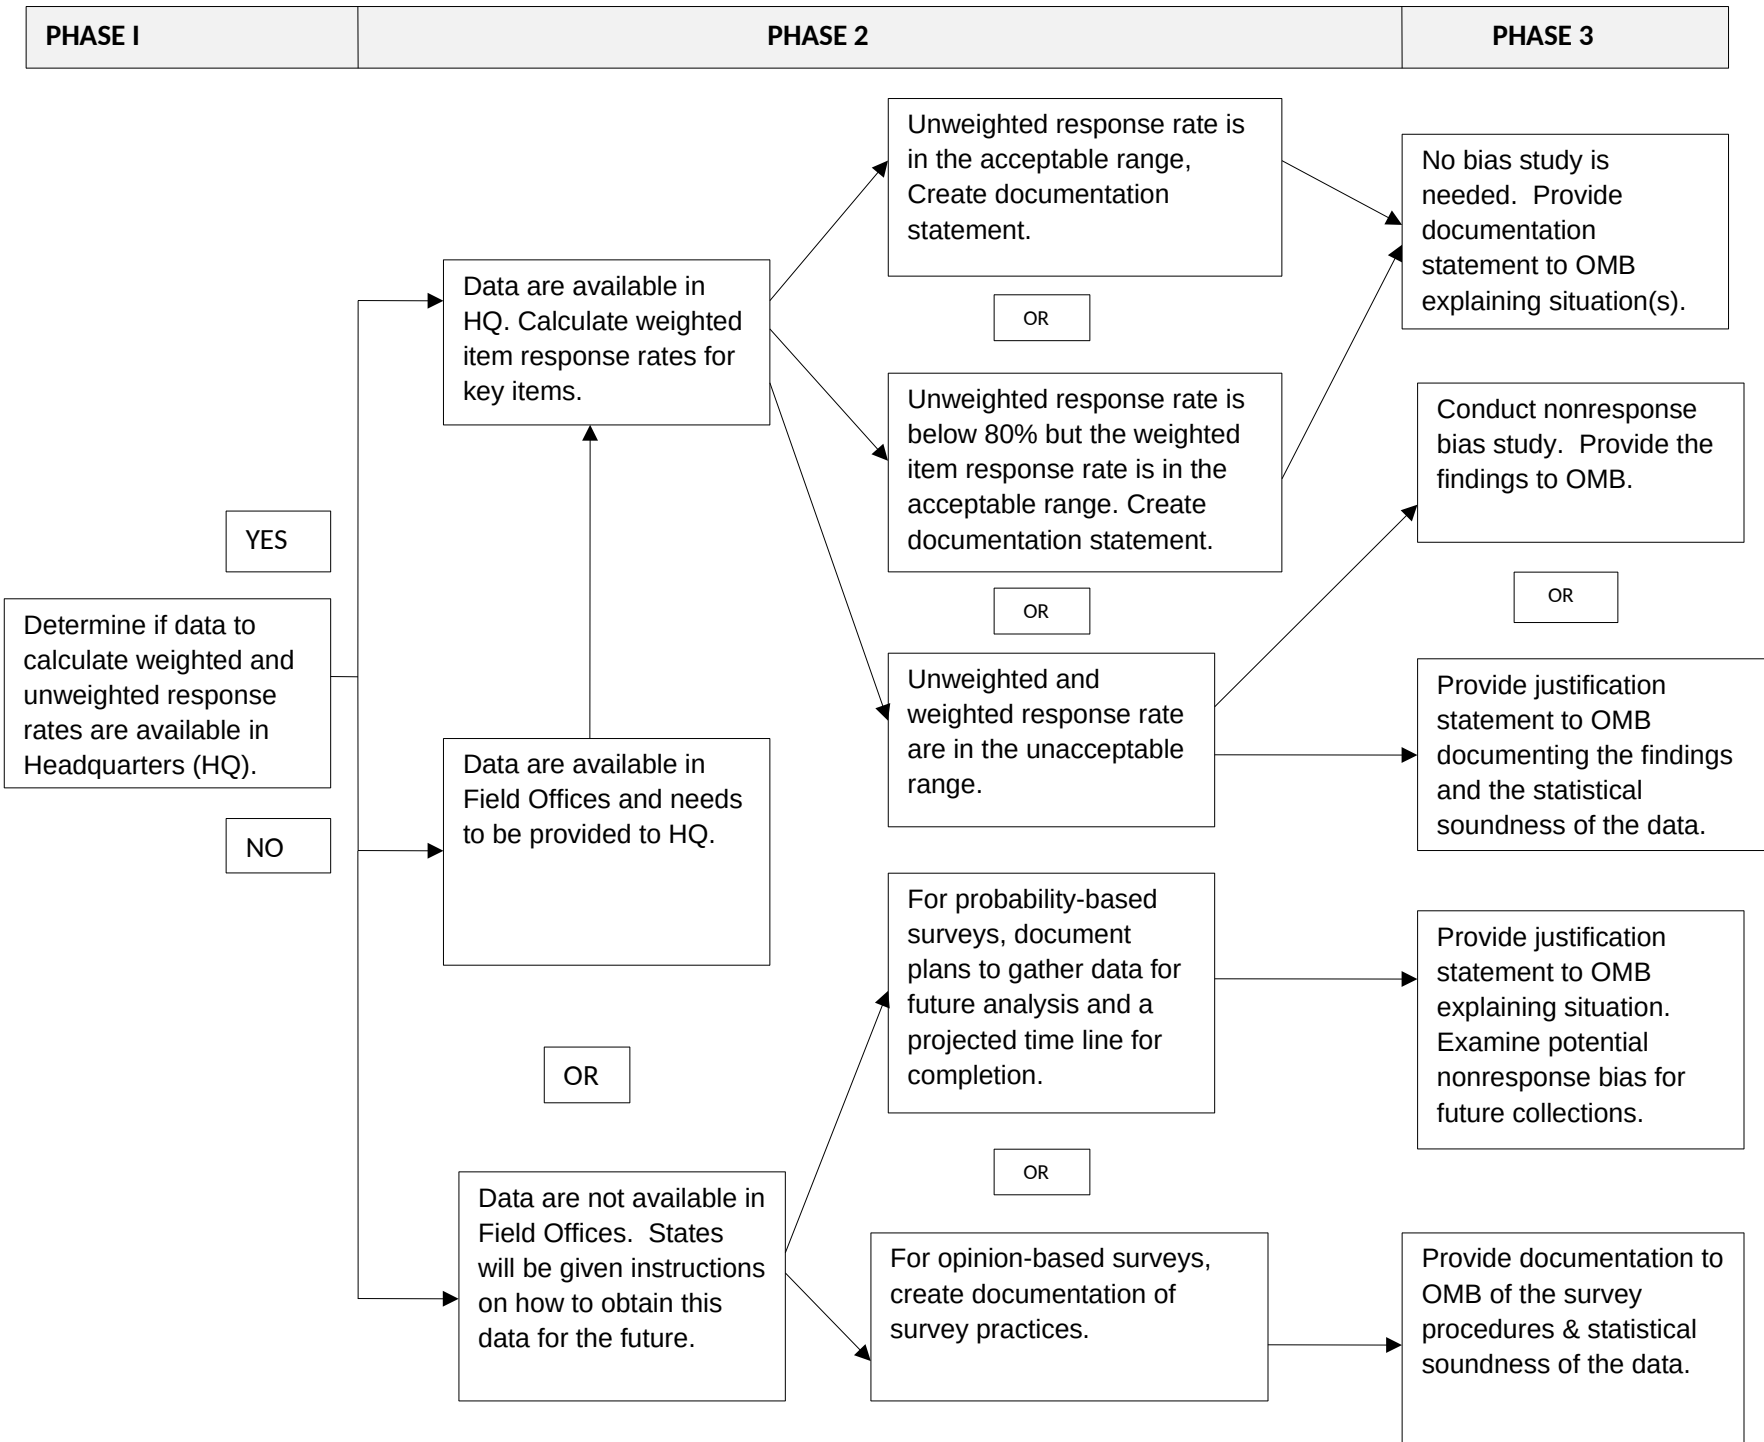 PHASE I
PHASE 2
PHASE 3
Determine if data to
calculate weighted and
unweighted response
rates are available in
Headquarters (HQ).
YES
NO
Data are available in
HQ. Calculate weighted
item response rates for
key items.
Data are available in
Field Offices and needs
to be provided to HQ.
OR
Data are not available in
Field Offices.  States
will be given instructions
on how to obtain this
data for the future.
Unweighted response rate is
in the acceptable range,
Create documentation
statement.
OR
Unweighted response rate is
below 80% but the weighted
item response rate is in the
acceptable range. Create
documentation statement.
OR
Unweighted and
weighted response rate
are in the unacceptable
range.
For probability-based
surveys, document
plans to gather data for
future analysis and a
projected time line for
completion.
OR
For opinion-based surveys,
create documentation of
survey practices.
No bias study is
needed.  Provide
documentation
statement to OMB
explaining situation(s).
Conduct nonresponse
bias study.  Provide the
findings to OMB.
OR
Provide justification
statement to OMB
documenting the findings
and the statistical
soundness of the data.
Provide justification
statement to OMB
explaining situation.
Examine potential
nonresponse bias for
future collections.
Provide documentation to
OMB of the survey
procedures & statistical
soundness of the data.